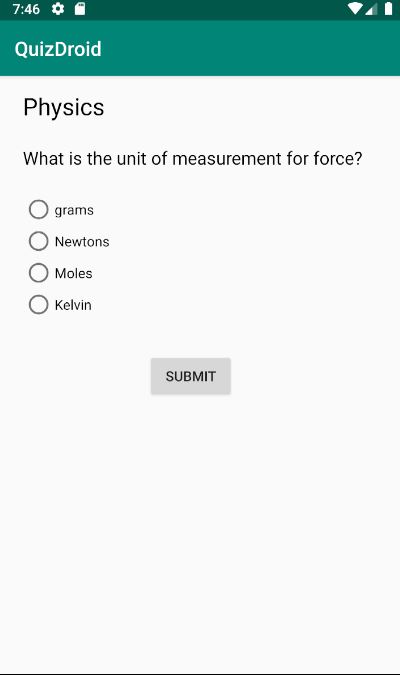 7:46
QuizDroid
Physics
What is the unit of measurement for force?
grams
Newtons
Moles
Kelvin
SUBMIT